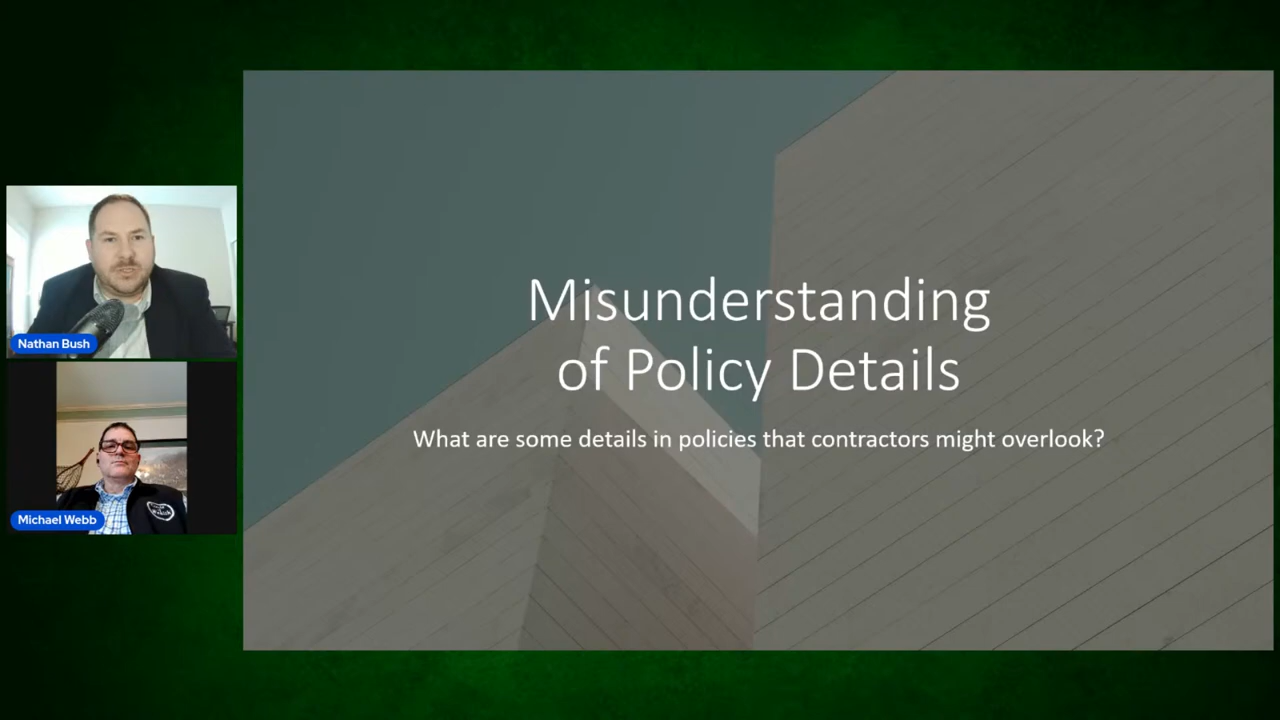 Misunderstanding
of Policy Details
What are some details in policies that contractors might overlook?
Nathan Bush
Michael Webb